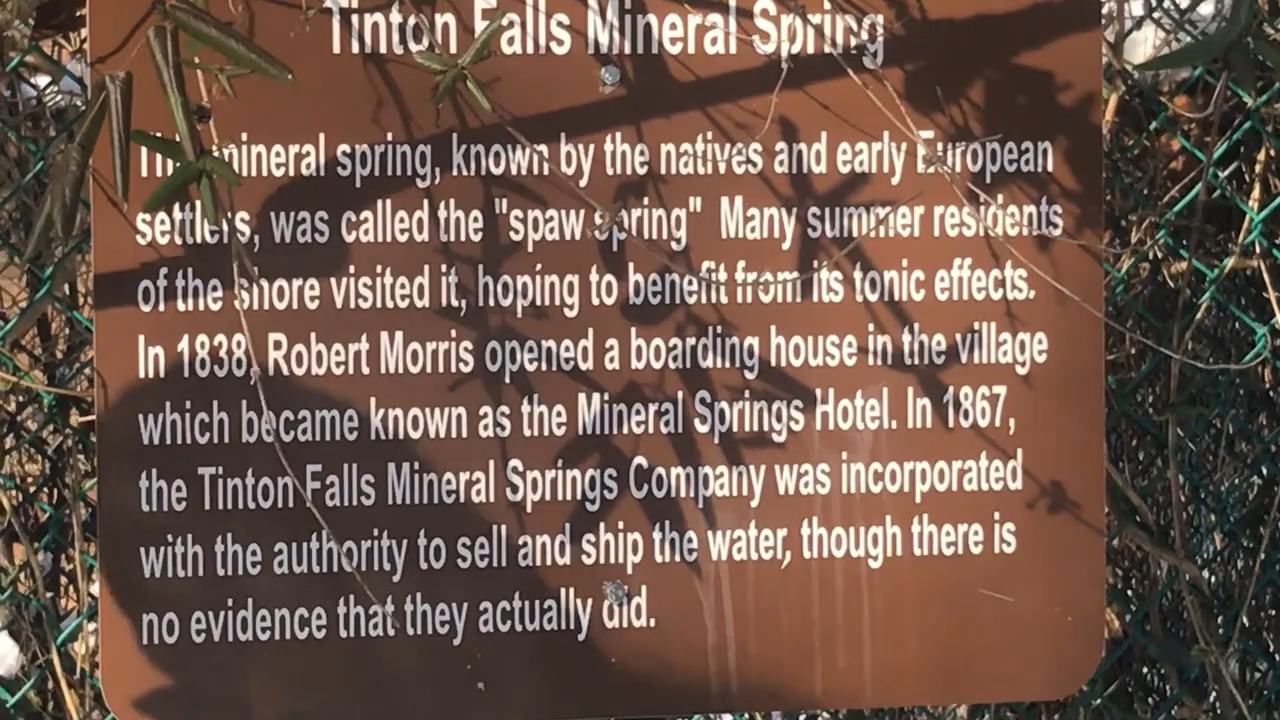 Tinton Falls Mineral Spring
This mineral spring, known by the natives and early European
settlers, was called the "spaw spring" Many summer residents
of the shore visited it, hoping to benefit from its tonic effects.
In 1838, Robert Morris opened a boarding house in the village
which became known as the Mineral Springs Hotel. In 1867,
the Tinton Falls Mineral Springs Company was incorporated
with the authority to sell and ship the water, though there is
no evidence that they actually did.